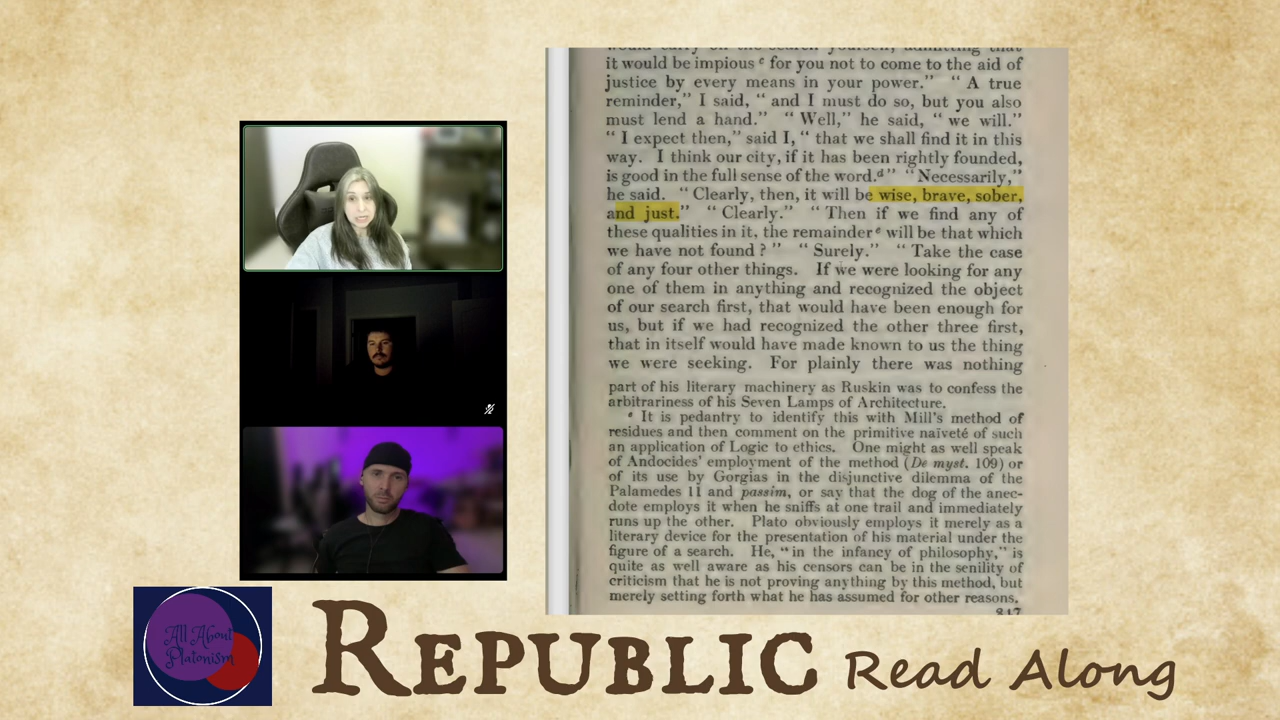 would carry on the search yourself, admitting that
it would be impious ᶜ for you not to come to the aid of
justice by every means in your power.” “ A true
reminder,” I said, “ and I must do so, but you also
must lend a hand.” “ Well,” he said, “ we will.”
“ I expect then,” said I, “ that we shall find it in this
way. I think our city, if it has been rightly founded,
is good in the full sense of the word.ᵈ” “ Necessarily,”
he said. “ Clearly, then, it will be wise, brave, sober,
and just.” “ Clearly.” “ Then if we find any of
these qualities in it, the remainder ᵉ will be that which
we have not found ? ” “ Surely.” “ Take the case
of any four other things. If we were looking for any
one of them in anything and recognized the object
of our search first, that would have been enough for
us, but if we had recognized the other three first,
that in itself would have made known to us the thing
we were seeking. For plainly there was nothing
part of his literary machinery as Ruskin was to confess the
arbitrariness of his Seven Lamps of Architecture.
ᵉ It is pedantry to identify this with Mill’s method of
residues and then comment on the primitive naïveté of such
an application of Logic to ethics. One might as well speak
of Andocides’ employment of the method (De myst. 109) or
of its use by Gorgias in the disjunctive dilemma of the
Palamedes 11 and passim, or say that the dog of the anec-
dote employs it when he sniffs at one trail and immediately
runs up the other. Plato obviously employs it merely as a
literary device for the presentation of his material under the
figure of a search. He, “ in the infancy of philosophy,” is
quite as well aware as his censors can be in the senility of
criticism that he is not proving anything by this method, but
merely setting forth what he has assumed for other reasons.
347
All About
Platonism
REPUBLIC Read Along